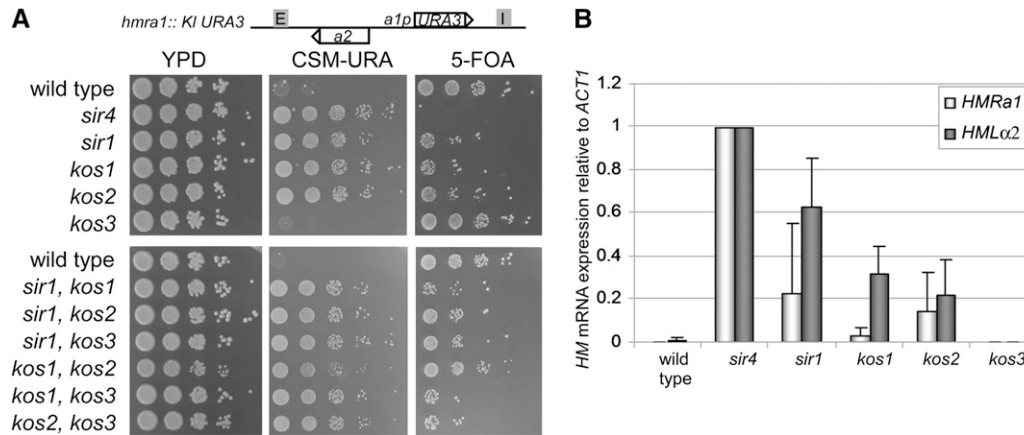 A
hmra1:: Kl URA3
E
a1p URA3
I
a2
YPD CSM-URA 5-FOA
wild type
sir4
sir1
kos1
kos2
kos3
wild type
sir1, kos1
sir1, kos2
sir1, kos3
kos1, kos2
kos1, kos3
kos2, kos3
B
HM mRNA expression relative to ACT1
1.2
1
0.8
0.6
0.4
0.2
0
HMRa1
HMLα2
wild type sir4 sir1 kos1 kos2 kos3